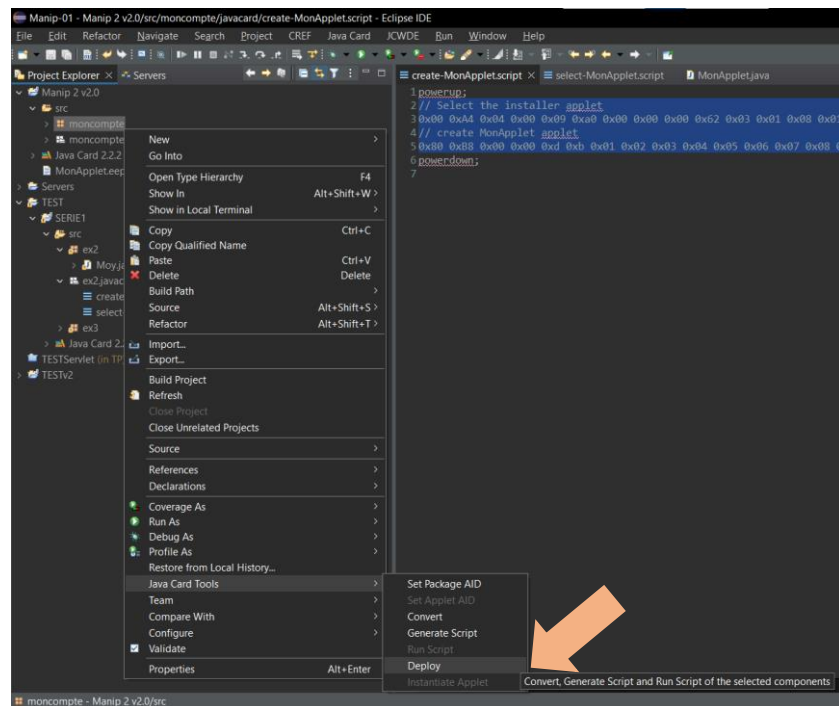 Manip-01 - Manip 2 v2.0/src/moncompte/javacard/create-MonApplet.script - Eclipse IDE
File Edit Refactor Navigate Search Project CREF Java Card JCWDE Run Window Help
Project Explorer × Servers
create-MonApplet.script × select-MonApplet.script MonApplet.java
Manip 2 v2.0
src
moncompte
moncompte
Java Card 2.2.2
MonApplet.eep
Servers
TEST
SERIE1
src
ex2
Moy.ja
ex2.javac
create
select
ex3
Java Card 2.
TESTServlet (in TP
TESTv2
New
Go Into
Open Type Hierarchy F4
Show In Alt+Shift+W >
Show in Local Terminal
Copy Ctrl+C
Copy Qualified Name
Paste Ctrl+V
Delete Delete
Build Path
Source Alt+Shift+S >
Refactor Alt+Shift+T >
Import...
Export...
Build Project
Refresh
Close Project
Close Unrelated Projects
Source
References
Declarations
Coverage As
Run As
Debug As
Profile As
Restore from Local History...
Java Card Tools
Team
Compare With
Configure
Validate
Properties Alt+Enter
Set Package AID
Set Applet AID
Convert
Generate Script
Run Script
Deploy
Instantiate Applet
Convert, Generate Script and Run Script of the selected components
1 powerup;
2 // Select the installer applet
3 0x00 0xA4 0x04 0x00 0x09 0xa0 0x00 0x00 0x00 0x62 0x03 0x01 0x08 0x01
4 // create MonApplet applet
5 0x80 0xB8 0x00 0x00 0xd 0xb 0x01 0x02 0x03 0x04 0x05 0x06 0x07 0x08
6 powerdown;
7
moncompte - Manip 2 v2.0/src